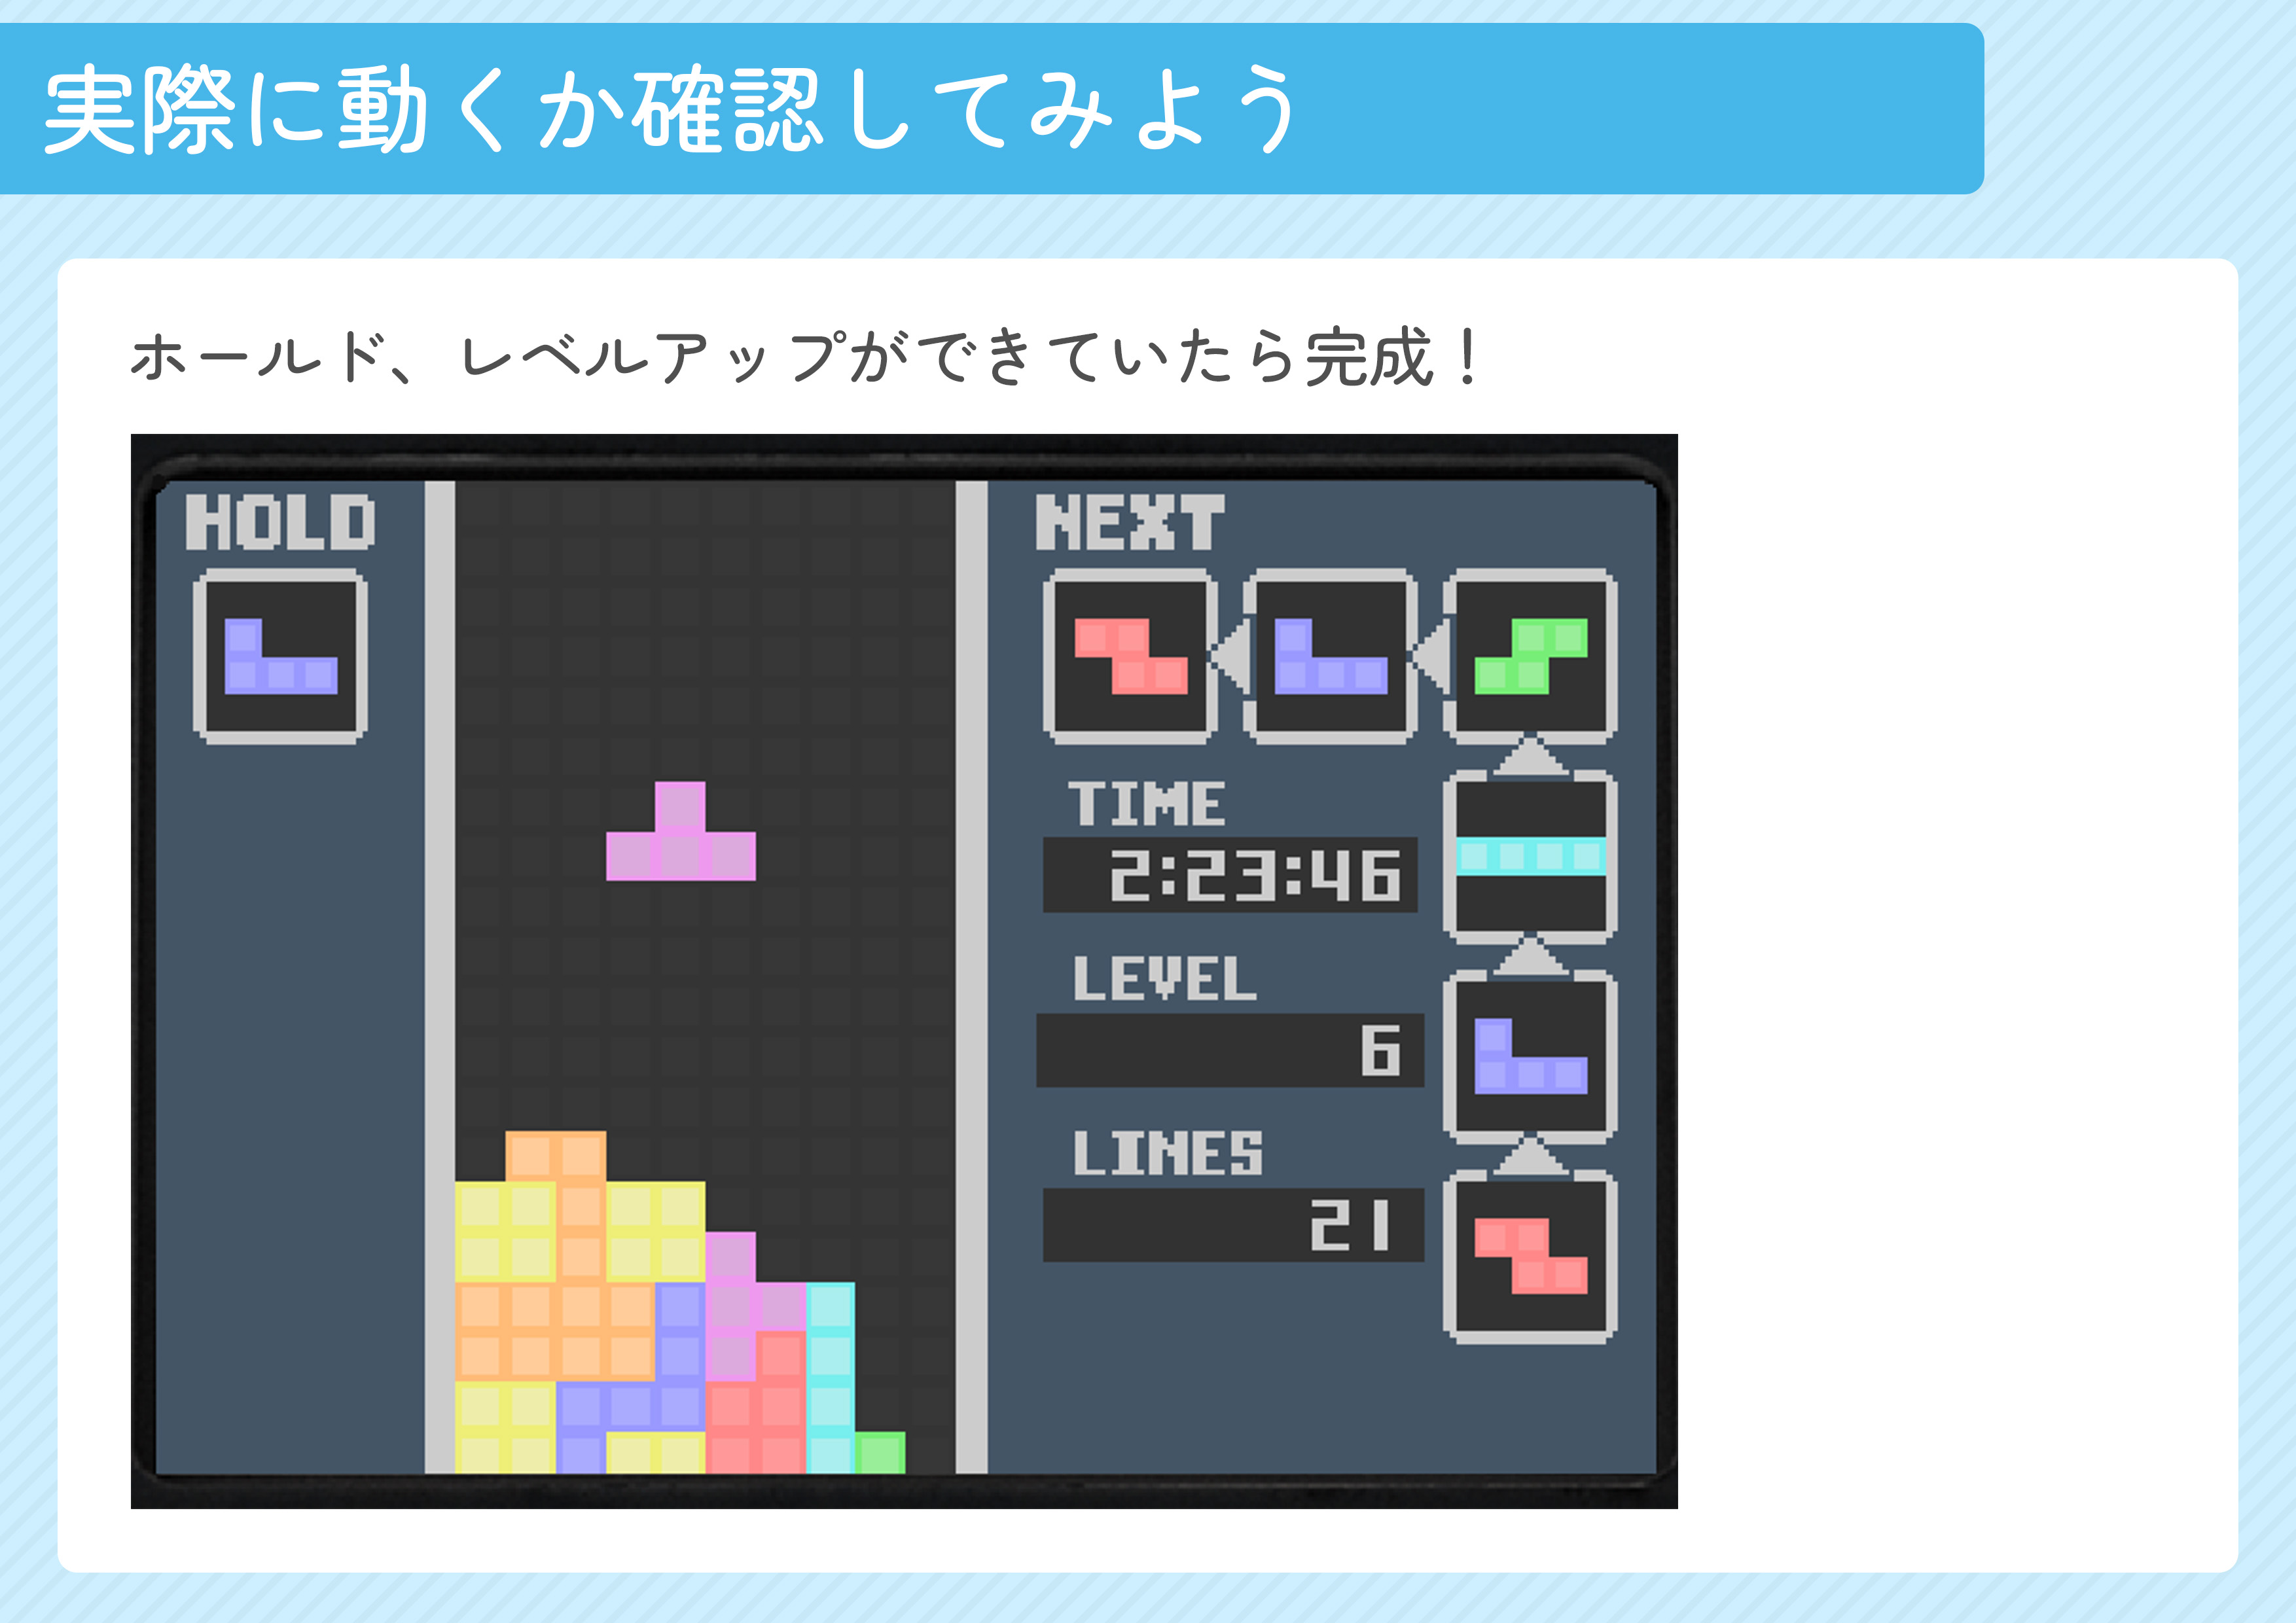 実際に動くか確認してみよう
ホールド、レベルアップができていたら完成！
HOLD
NEXT
TIME
2:23:46
LEVEL
6
LINES
21